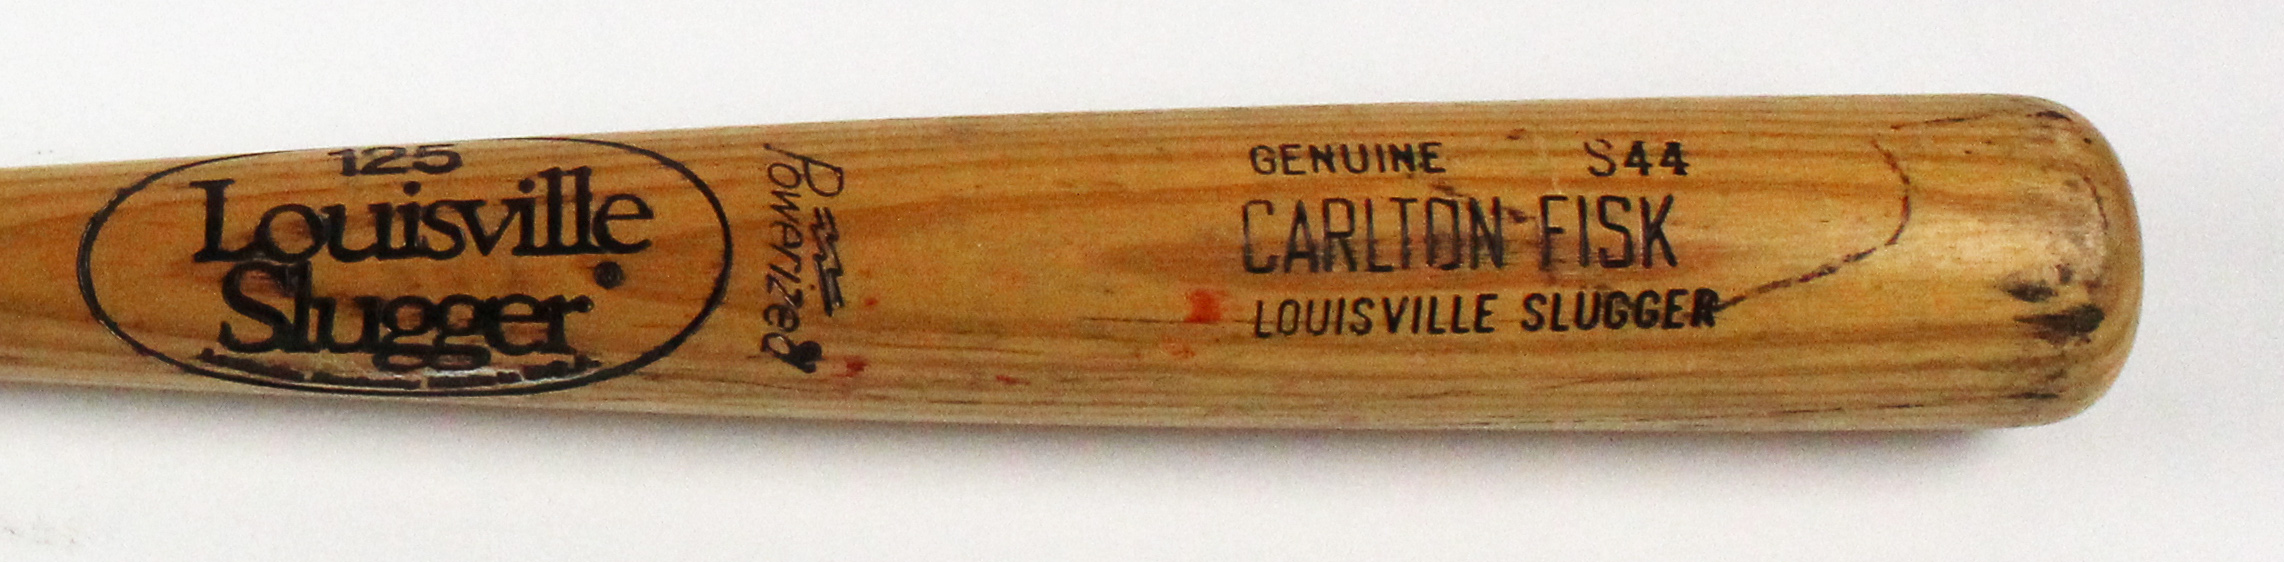 125
Louisville
Slugger®
Powerized
GENUINE S44
CARLTON FISK
LOUISVILLE SLUGGER